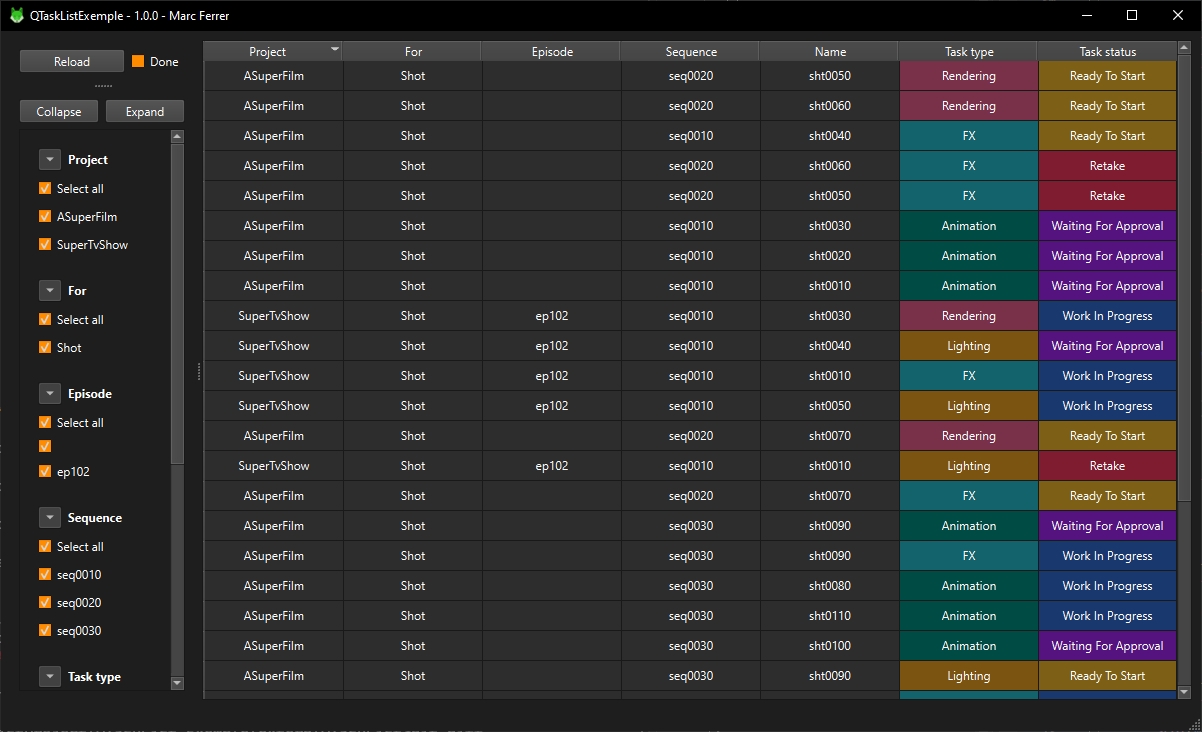 QTaskListExemple - 1.0.0 - Marc Ferrer
Reload
Done
Collapse
Expand
Project
Select all
ASuperFilm
SuperTvShow
For
Select all
Shot
Episode
Select all
ep102
Sequence
Select all
seq0010
seq0020
seq0030
Task type
Project For Episode Sequence Name Task type Task status
ASuperFilm Shot seq0020 sht0050 Rendering Ready To Start
ASuperFilm Shot seq0020 sht0060 Rendering Ready To Start
ASuperFilm Shot seq0010 sht0040 FX Ready To Start
ASuperFilm Shot seq0020 sht0060 FX Retake
ASuperFilm Shot seq0020 sht0050 FX Retake
ASuperFilm Shot seq0010 sht0030 Animation Waiting For Approval
ASuperFilm Shot seq0010 sht0020 Animation Waiting For Approval
ASuperFilm Shot seq0010 sht0010 Animation Waiting For Approval
SuperTvShow Shot ep102 seq0010 sht0030 Rendering Work In Progress
SuperTvShow Shot ep102 seq0010 sht0040 Lighting Waiting For Approval
SuperTvShow Shot ep102 seq0010 sht0010 FX Work In Progress
SuperTvShow Shot ep102 seq0010 sht0050 Lighting Work In Progress
ASuperFilm Shot seq0020 sht0070 Rendering Ready To Start
SuperTvShow Shot ep102 seq0010 sht0010 Lighting Retake
ASuperFilm Shot seq0020 sht0070 FX Ready To Start
ASuperFilm Shot seq0030 sht0090 Animation Waiting For Approval
ASuperFilm Shot seq0030 sht0090 FX Work In Progress
ASuperFilm Shot seq0030 sht0080 Animation Work In Progress
ASuperFilm Shot seq0030 sht0110 Animation Work In Progress
ASuperFilm Shot seq0030 sht0100 Animation Waiting For Approval
ASuperFilm Shot seq0030 sht0090 Lighting Ready To Start